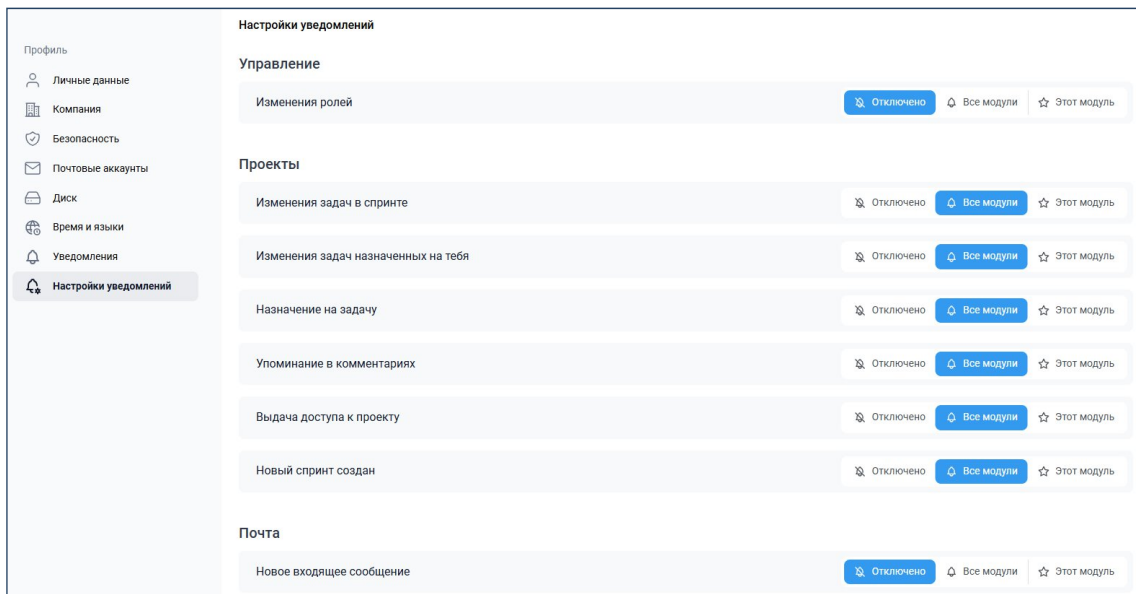 Профиль
Личные данные
Компания
Безопасность
Почтовые аккаунты
Диск
Время и языки
Уведомления
Настройки уведомлений
Настройки уведомлений
Управление
Изменения ролей Отключено Все модули Этот модуль
Проекты
Изменения задач в спринте Отключено Все модули Этот модуль
Изменения задач назначенных на тебя Отключено Все модули Этот модуль
Назначение на задачу Отключено Все модули Этот модуль
Упоминание в комментариях Отключено Все модули Этот модуль
Выдача доступа к проекту Отключено Все модули Этот модуль
Новый спринт создан Отключено Все модули Этот модуль
Почта
Новое входящее сообщение Отключено Все модули Этот модуль